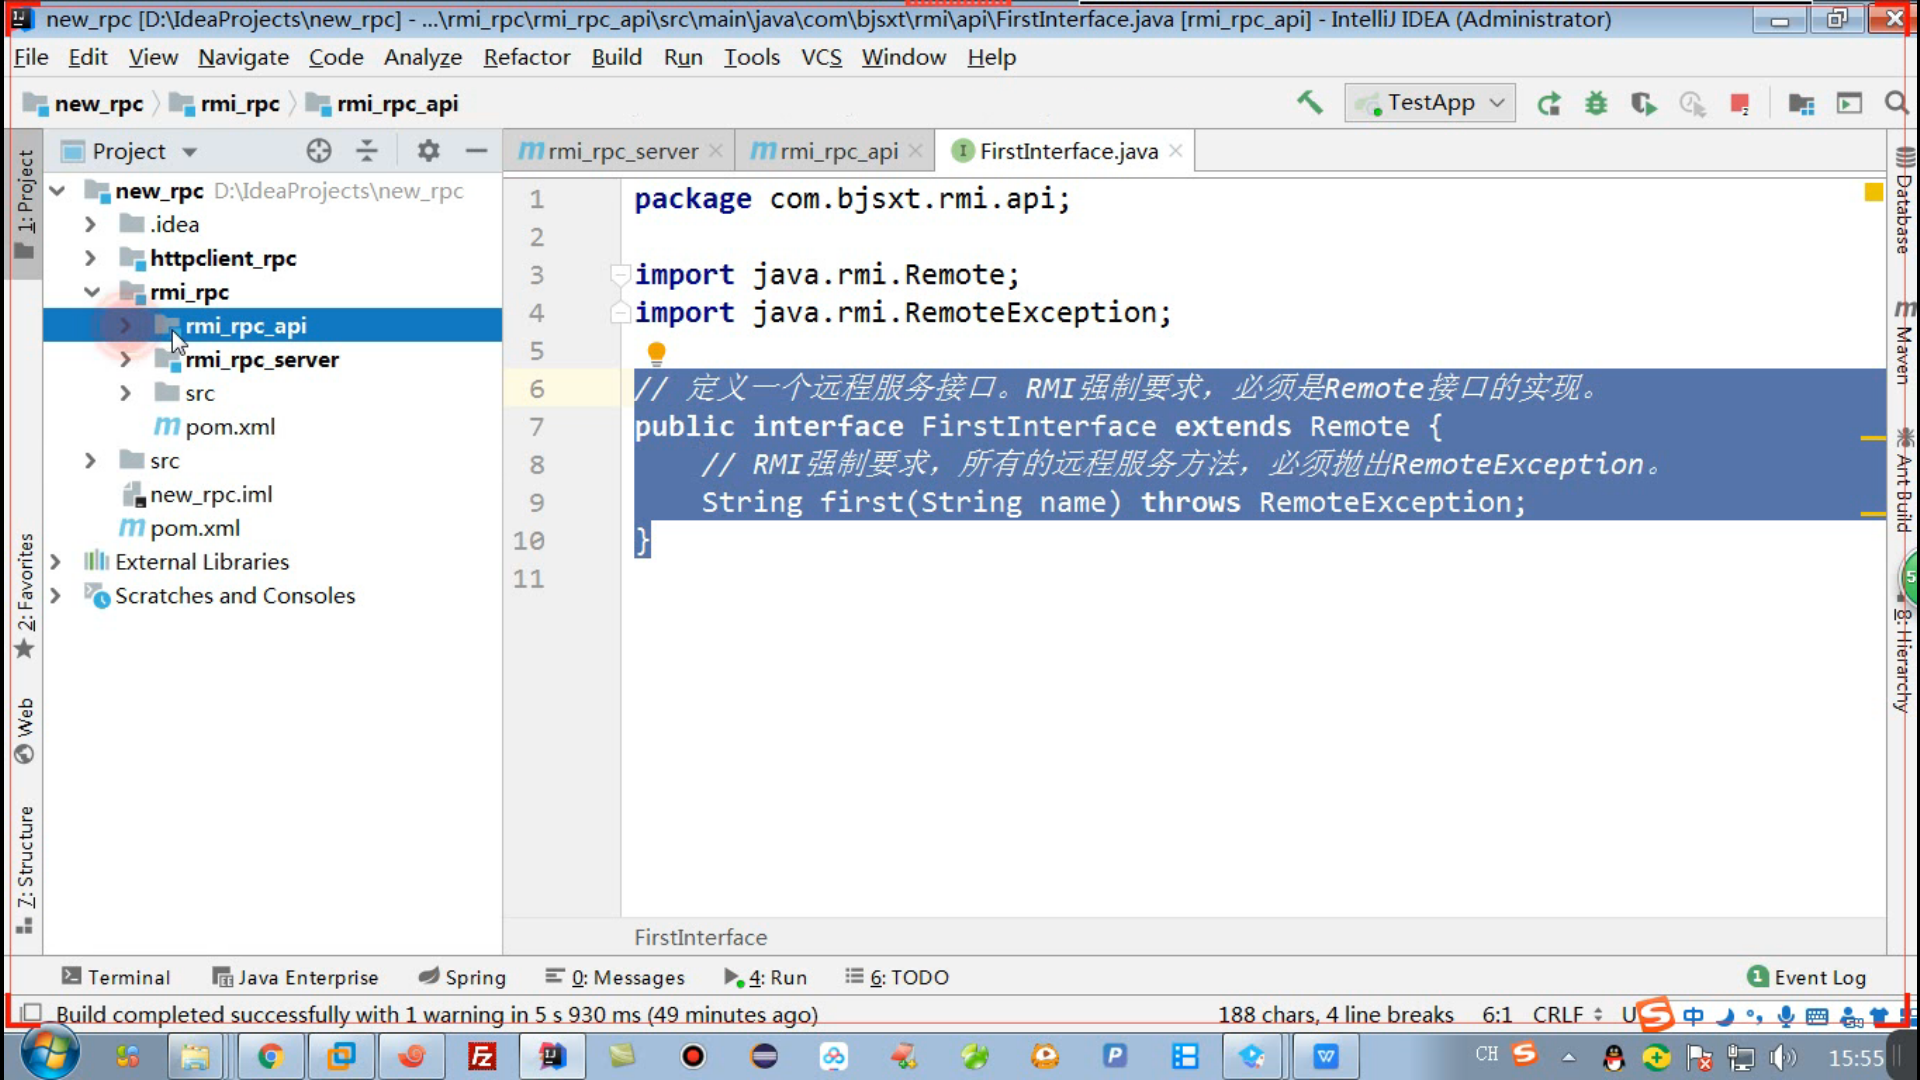 new_rpc [D:\IdeaProjects\new_rpc] - ...\rmi_rpc\rmi_rpc_api\src\main\java\com\bjsxt\rmi\api\FirstInterface.java [rmi_rpc_api] - IntelliJ IDEA (Administrator)
File Edit View Navigate Code Analyze Refactor Build Run Tools VCS Window Help
new_rpc rmi_rpc rmi_rpc_api
TestApp
Project
rmi_rpc_server
rmi_rpc_api
FirstInterface.java
1: Project
2: Favorites
Web
7: Structure
new_rpc D:\IdeaProjects\new_rpc
.idea
httpclient_rpc
rmi_rpc
rmi_rpc_api
rmi_rpc_server
src
pom.xml
src
new_rpc.iml
pom.xml
External Libraries
Scratches and Consoles
1 package com.bjsxt.rmi.api;
2
3 import java.rmi.Remote;
4 import java.rmi.RemoteException;
5
6 // 定义一个远程服务接口。RMI强制要求，必须是Remote接口的实现。
7 public interface FirstInterface extends Remote {
8 // RMI强制要求，所有的远程服务方法，必须抛出RemoteException。
9 String first(String name) throws RemoteException;
10 }
11
FirstInterface
Database
Maven
Ant Build
8: Hierarchy
Terminal Java Enterprise Spring 0: Messages 4: Run 6: TODO
1 Event Log
Build completed successfully with 1 warning in 5 s 930 ms (49 minutes ago)
188 chars, 4 line breaks 6:1 CRLF
中
CH
15:55